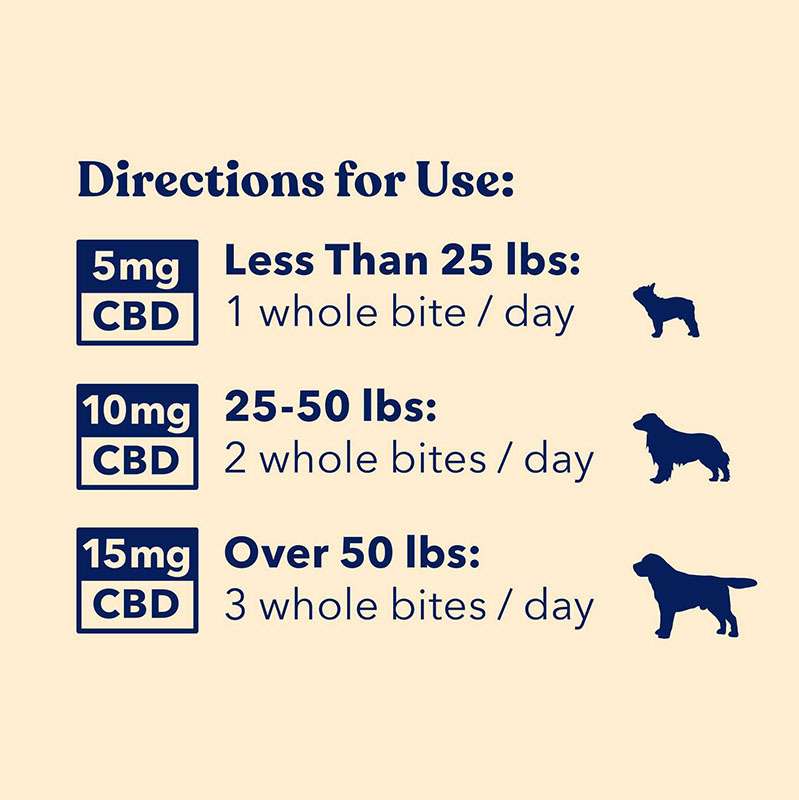 Directions for Use:
5mg
CBD
Less Than 25 lbs:
1 whole bite / day
10mg
CBD
25-50 lbs:
2 whole bites / day
15mg
CBD
Over 50 lbs:
3 whole bites / day